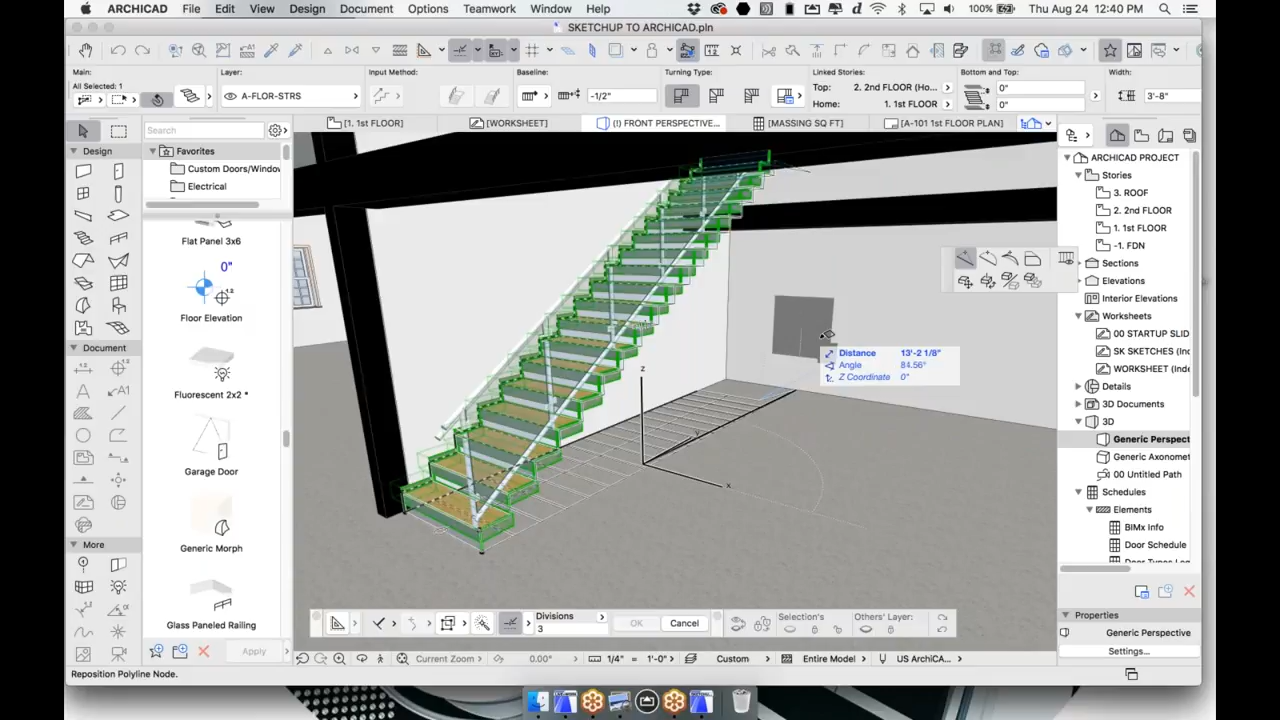 ARCHICAD File Edit View Design Document Options Teamwork Window Help 100% Thu Aug 24 12:40 PM
SKETCHUP TO ARCHICAD.pln
Main:
All Selected: 1
Layer:
A-FLOR-STRS
Input Method:
Baseline:
-1/2"
Turning Type:
Linked Stories:
2. 2nd FLOOR (Ho...
Home: 1. 1st FLOOR
Bottom and Top:
0"
0"
Width:
3'-8"
[1. 1st FLOOR]
[WORKSHEET]
(!) FRONT PERSPECTIVE...
[MASSING SQ FT]
[A-101 1st FLOOR PLAN]
Design
Document
More
Search
Favorites
Custom Doors/Window
Electrical
Flat Panel 3x6
0"
Floor Elevation
Fluorescent 2x2 *
Garage Door
Generic Morph
Glass Paneled Railing
Apply
z
y
x
Distance 13'-2 1/8"
Angle 84.56°
Z Coordinate 0"
Divisions
3
OK
Cancel
Selection's
Others' Layer:
Current Zoom
0.00°
1/4" = 1'-0"
Custom
Entire Model
US ArchiCA...
Reposition Polyline Node.
ARCHICAD PROJECT
Stories
3. ROOF
2. 2nd FLOOR
1. 1st FLOOR
-1. FDN
Sections
Elevations
Interior Elevations
Worksheets
00 STARTUP SLID
SK SKETCHES (Inc
WORKSHEET (Inde
Details
3D Documents
3D
Generic Perspect
Generic Axonomet
00 Untitled Path
Schedules
Elements
BIMx Info
Door Schedule
Properties
Generic Perspective
Settings...